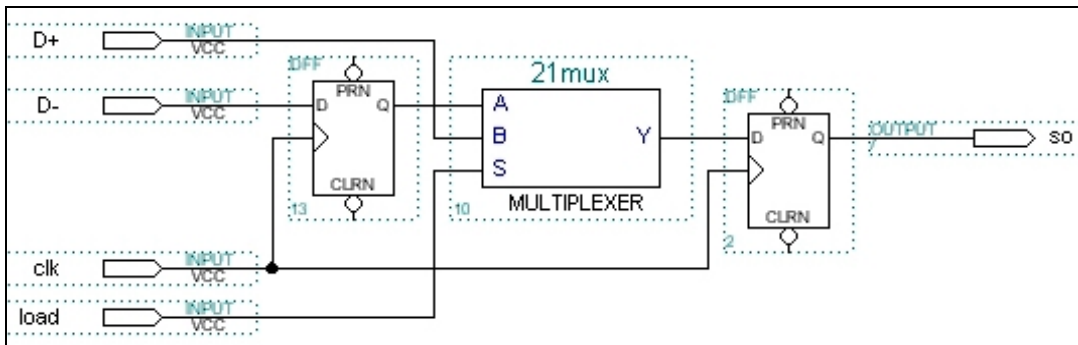 D+ INPUT VCC
D- INPUT VCC
DFF
PRN
D Q
CLRN
13
21mux
A
B Y
S
MULTIPLEXER
10
DFF
PRN
D Q
CLRN
2
OUTPUT so
clk INPUT VCC
load INPUT VCC